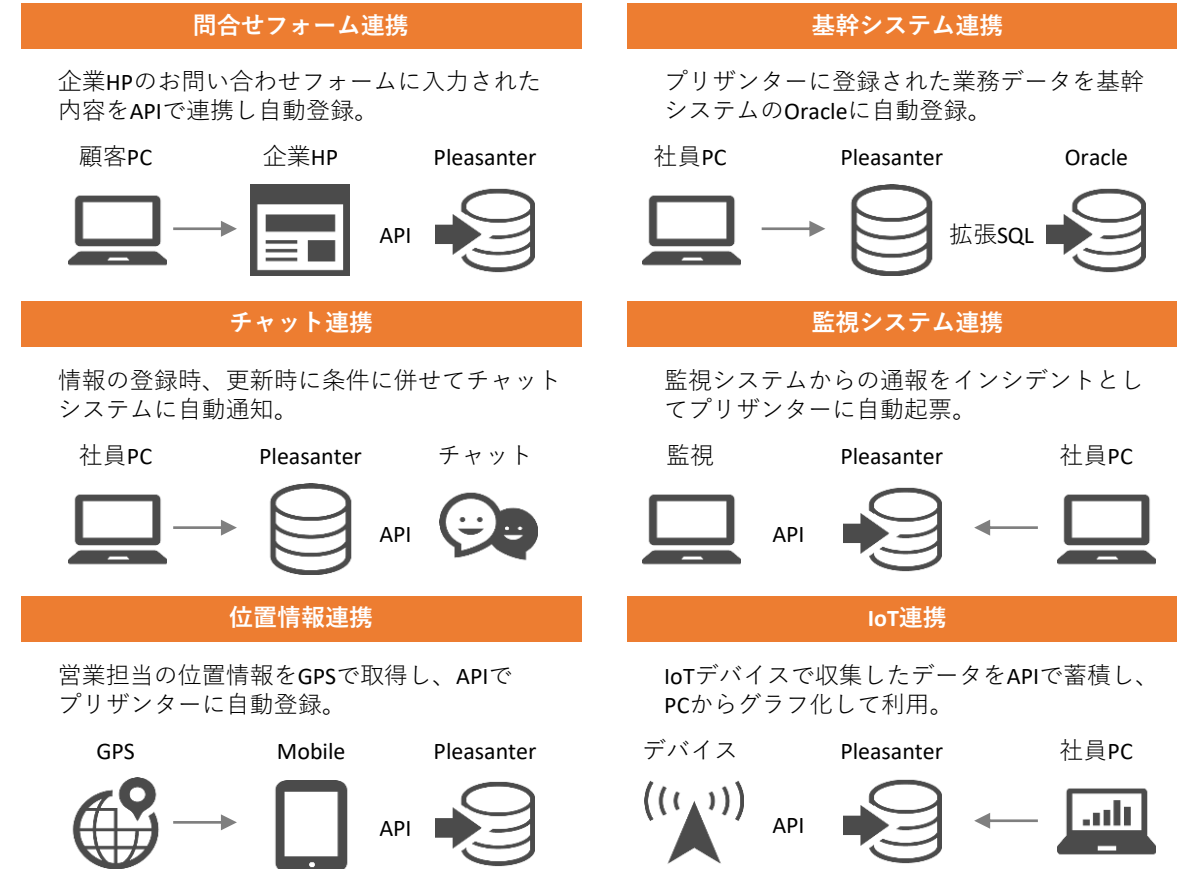 問合せフォーム連携
企業HPのお問い合わせフォームに入力された
内容をAPIで連携し自動登録。
顧客PC
企業HP
Pleasanter
API
基幹システム連携
プリザンターに登録された業務データを基幹
システムのOracleに自動登録。
社員PC
Pleasanter
Oracle
拡張SQL
チャット連携
情報の登録時、更新時に条件に併せてチャット
システムに自動通知。
社員PC
Pleasanter
チャット
API
監視システム連携
監視システムからの通報をインシデントとし
てプリザンターに自動起票。
監視
Pleasanter
社員PC
API
位置情報連携
営業担当の位置情報をGPSで取得し、APIで
プリザンターに自動登録。
GPS
Mobile
Pleasanter
API
IoT連携
IoTデバイスで収集したデータをAPIで蓄積し、
PCからグラフ化して利用。
デバイス
Pleasanter
社員PC
API